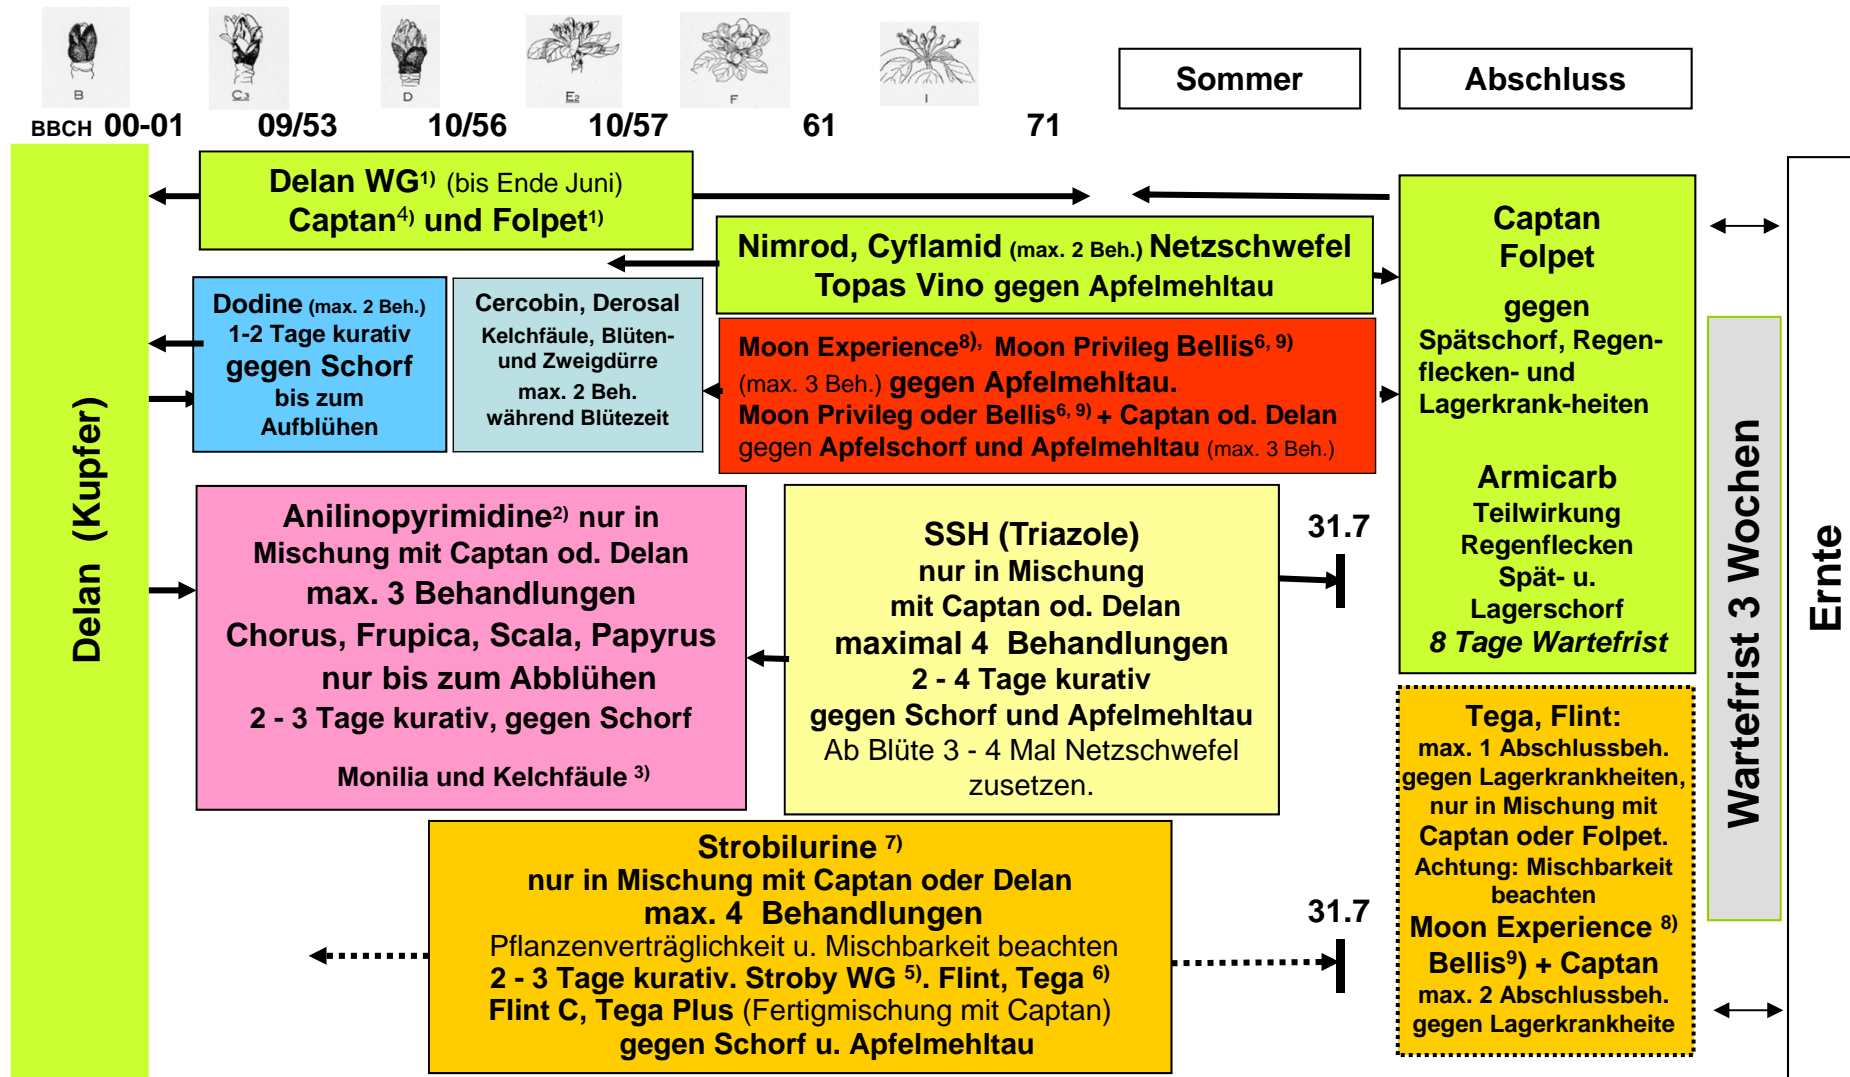 B
C3
D
E2
F
I
Sommer
Abschluss
BBCH 00-01
09/53
10/56
10/57
61
71
Delan (Kupfer)
Delan WG1) (bis Ende Juni)
Captan4) und Folpet1)
Nimrod, Cyflamid (max. 2 Beh.) Netzschwefel
Topas Vino gegen Apfelmehltau
Dodine (max. 2 Beh.)
1-2 Tage kurativ
gegen Schorf
bis zum
Aufblühen
Cercobin, Derosal
Kelchfäule, Blüten-
und Zweigdürre
max. 2 Beh.
während Blütezeit
Moon Experience8), Moon Privileg Bellis6, 9)
(max. 3 Beh.) gegen Apfelmehltau.
Moon Privileg oder Bellis6, 9) + Captan od. Delan
gegen Apfelschorf und Apfelmehltau (max. 3 Beh.)
Anilinopyrimidine2) nur in
Mischung mit Captan od. Delan
max. 3 Behandlungen
Chorus, Frupica, Scala, Papyrus
nur bis zum Abblühen
2 - 3 Tage kurativ, gegen Schorf
Monilia und Kelchfäule 3)
SSH (Triazole)
nur in Mischung
mit Captan od. Delan
maximal 4 Behandlungen
2 - 4 Tage kurativ
gegen Schorf und Apfelmehltau
Ab Blüte 3 - 4 Mal Netzschwefel
zusetzen.
31.7
Strobilurine 7)
nur in Mischung mit Captan oder Delan
max. 4 Behandlungen
Pflanzenverträglichkeit u. Mischbarkeit beachten
2 - 3 Tage kurativ. Stroby WG 5). Flint, Tega 6)
Flint C, Tega Plus (Fertigmischung mit Captan)
gegen Schorf u. Apfelmehltau
31.7
Captan
Folpet
gegen
Spätschorf, Regen-
flecken- und
Lagerkrank-heiten
Armicarb
Teilwirkung
Regenflecken
Spät- u.
Lagerschorf
8 Tage Wartefrist
Tega, Flint:
max. 1 Abschlussbeh.
gegen Lagerkrankheiten,
nur in Mischung mit
Captan oder Folpet.
Achtung: Mischbarkeit
beachten
Moon Experience 8)
Bellis9) + Captan
max. 2 Abschlussbeh.
gegen Lagerkrankheite
Wartefrist 3 Wochen
Ernte